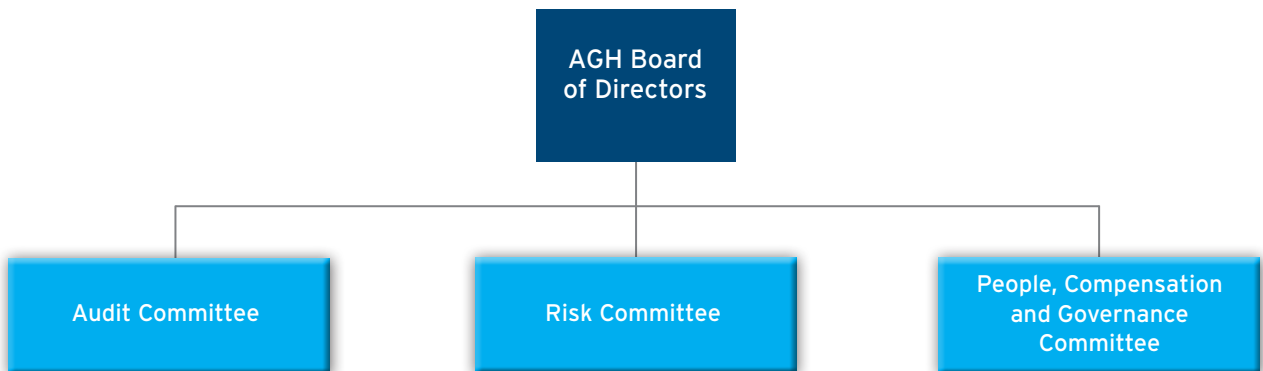 AGH Board
of Directors
Audit Committee
Risk Committee
People, Compensation
and Governance
Committee